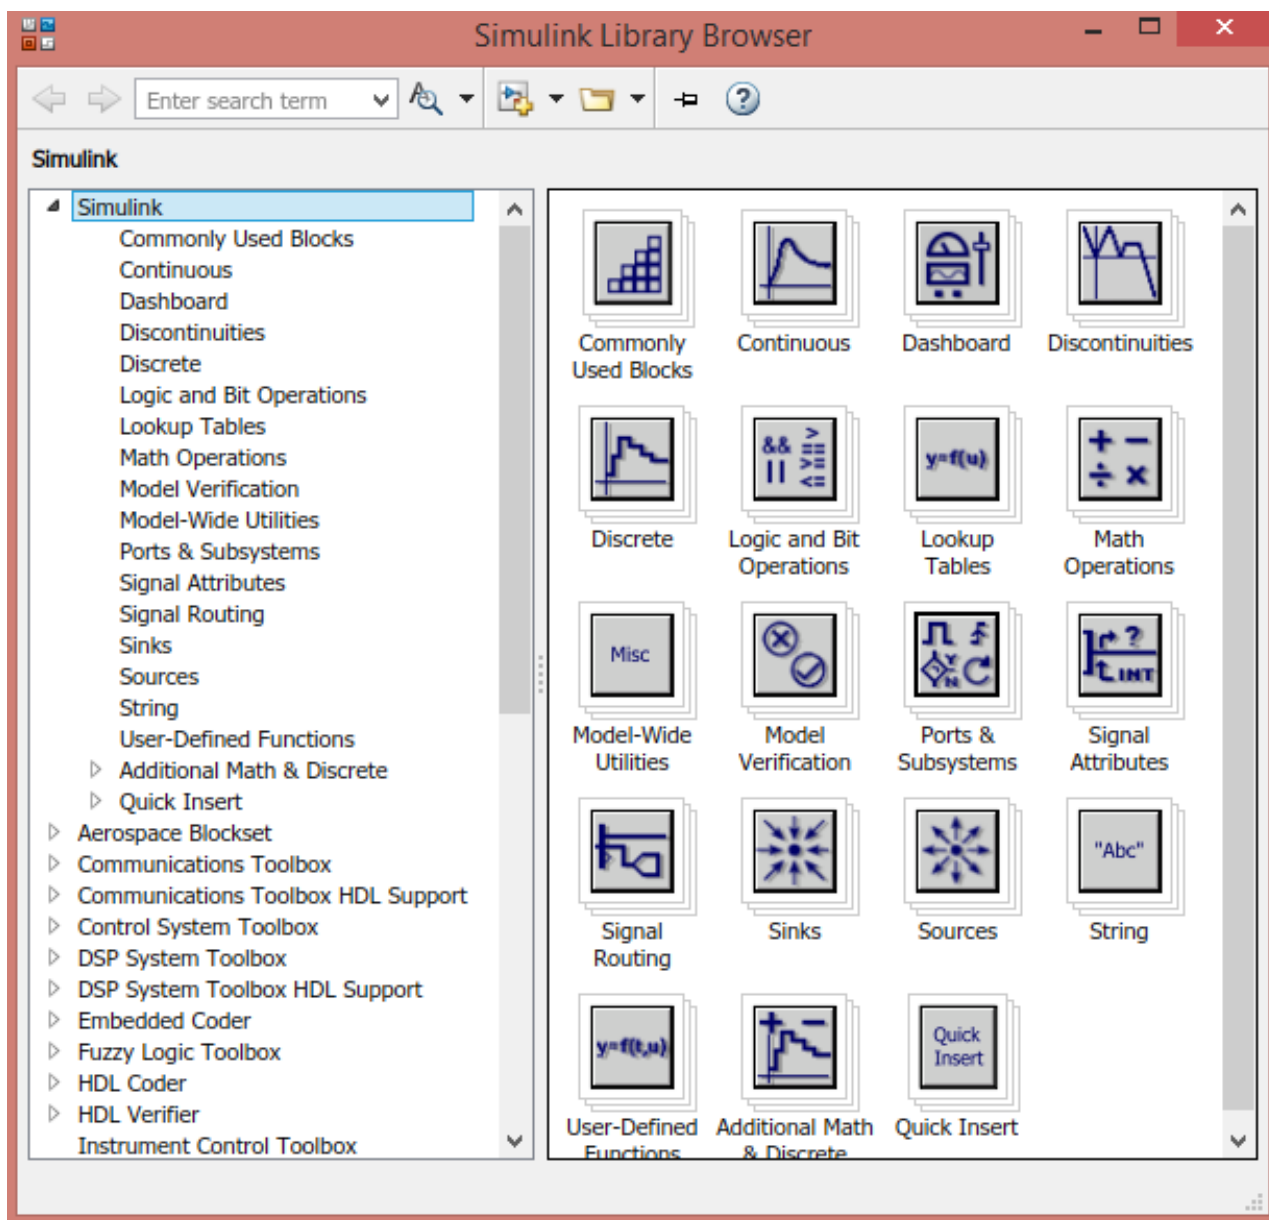 Simulink Library Browser
Enter search term
Simulink
Simulink
Commonly Used Blocks
Continuous
Dashboard
Discontinuities
Discrete
Logic and Bit Operations
Lookup Tables
Math Operations
Model Verification
Model-Wide Utilities
Ports & Subsystems
Signal Attributes
Signal Routing
Sinks
Sources
String
User-Defined Functions
Additional Math & Discrete
Quick Insert
Aerospace Blockset
Communications Toolbox
Communications Toolbox HDL Support
Control System Toolbox
DSP System Toolbox
DSP System Toolbox HDL Support
Embedded Coder
Fuzzy Logic Toolbox
HDL Coder
HDL Verifier
Instrument Control Toolbox
Commonly
Used Blocks
Continuous
Dashboard
Discontinuities
&& >
==
|| >=
<=
y=f(u)
+ −
÷ ×
Discrete
Logic and Bit
Operations
Lookup
Tables
Math
Operations
Misc
Y
N
?
t INT
Model-Wide
Utilities
Model
Verification
Ports &
Subsystems
Signal
Attributes
"Abc"
Signal
Routing
Sinks
Sources
String
y=f(t,u)
+ −
Quick
Insert
User-Defined
Functions
Additional Math
& Discrete
Quick Insert